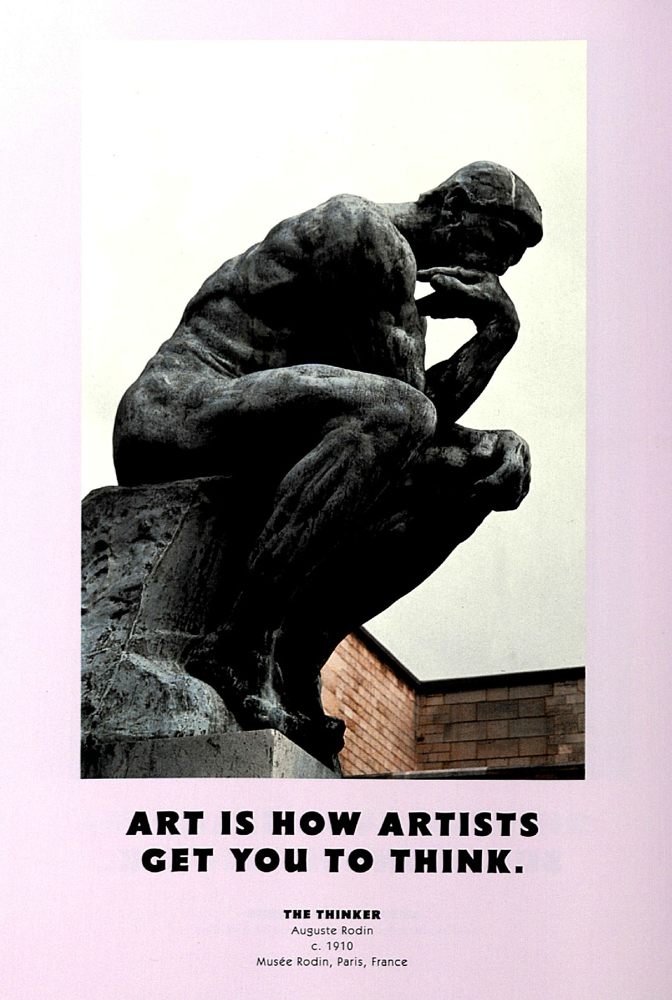 ART IS HOW ARTISTS
GET YOU TO THINK.
THE THINKER
Auguste Rodin
c. 1910
Musée Rodin, Paris, France